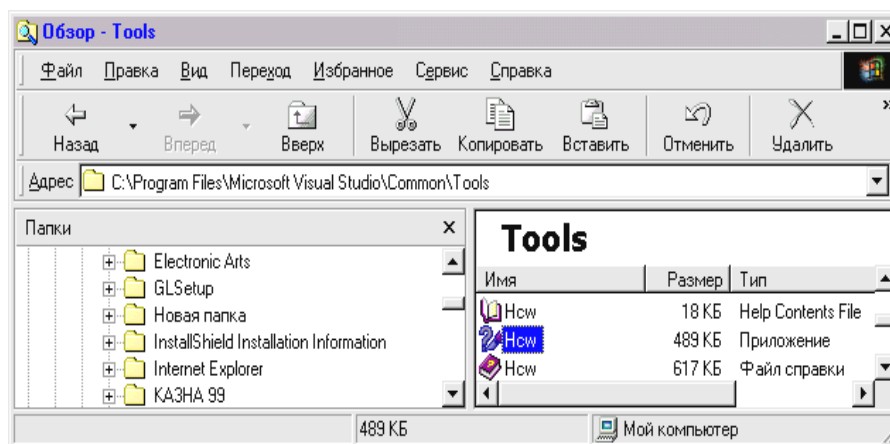 Обзор - Tools
Файл Правка Вид Переход Избранное Сервис Справка
Назад Вперед Вверх Вырезать Копировать Вставить Отменить Удалить
Адрес C:\Program Files\Microsoft Visual Studio\Common\Tools
Папки
Electronic Arts
GLSetup
Новая папка
InstallShield Installation Information
Internet Explorer
КАЗНА 99
Tools
Имя Размер Тип
Hcw 18 КБ Help Contents File
Hcw 489 КБ Приложение
Hcw 617 КБ Файл справки
489 КБ Мой компьютер